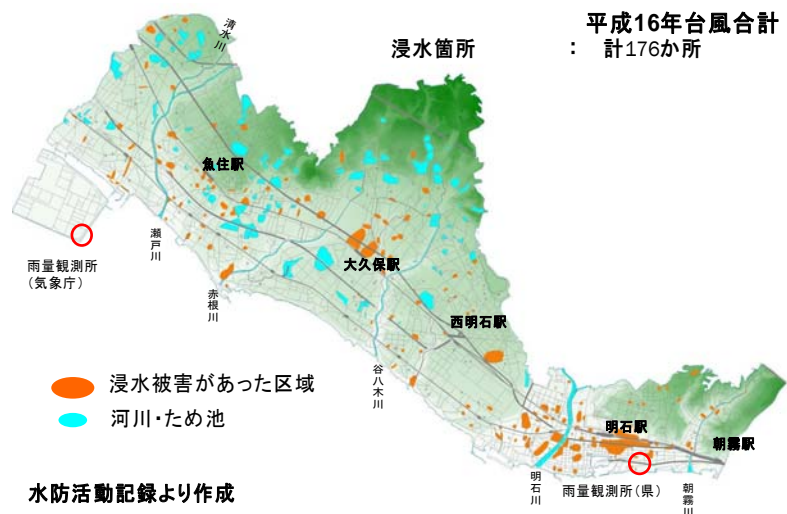 平成16年台風合計
浸水箇所 : 計176か所
清水川
魚住駅
雨量観測所
(気象庁)
瀬戸川
赤根川
大久保駅
西明石駅
谷八木川
浸水被害があった区域
河川・ため池
明石駅
朝霧駅
明石川
雨量観測所(県)
朝霧川
水防活動記録より作成